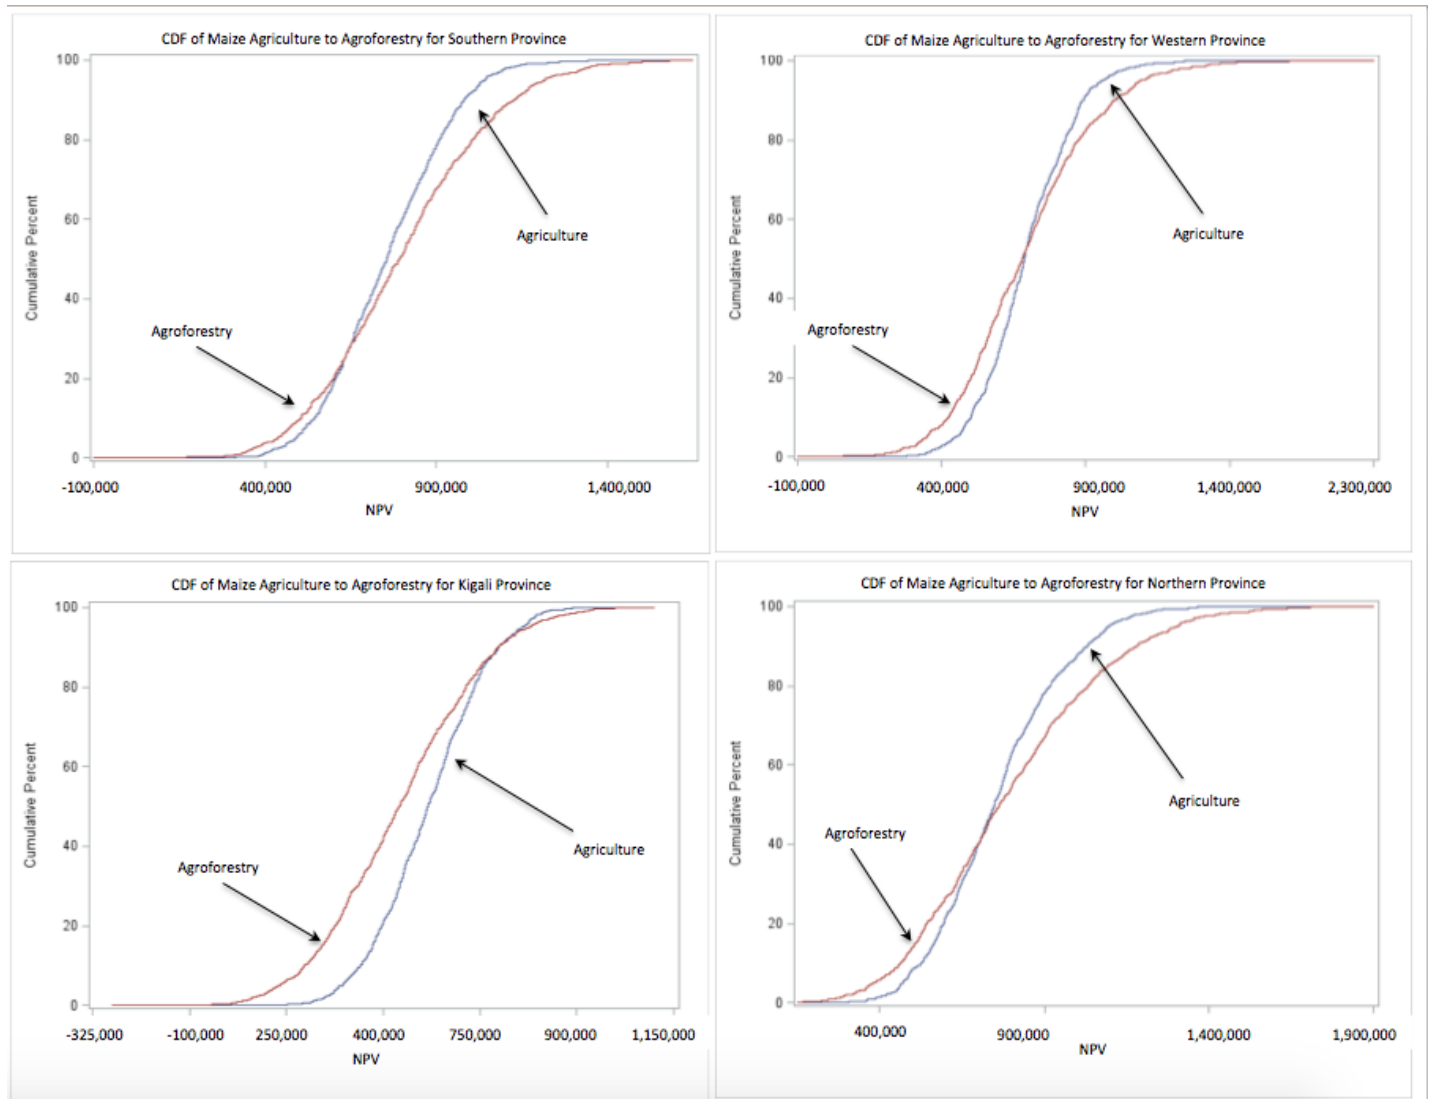 CDF of Maize Agriculture to Agroforestry for Southern Province
100
80
60
40
20
0
Cumulative Percent
Agriculture
Agroforestry
-100,000 400,000 900,000 1,400,000
NPV
CDF of Maize Agriculture to Agroforestry for Western Province
100
80
60
40
20
0
Cumulative Percent
Agriculture
Agroforestry
-100,000 400,000 900,000 1,400,000 2,300,000
NPV
CDF of Maize Agriculture to Agroforestry for Kigali Province
100
80
60
40
20
0
Cumulative Percent
Agriculture
Agroforestry
-325,000 -100,000 250,000 400,000 750,000 900,000 1,150,000
NPV
CDF of Maize Agriculture to Agroforestry for Northern Province
100
80
60
40
20
0
Cumulative Percent
Agriculture
Agroforestry
400,000 900,000 1,400,000 1,900,000
NPV